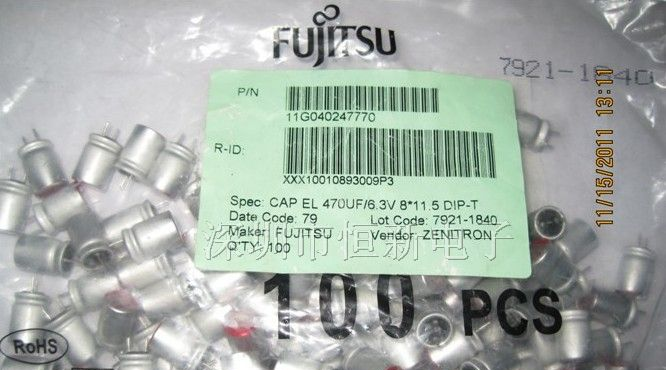 FUJITSU
7921-1840
P/N
11G040247770
R-ID:
XXX10010893009P3
Spec: CAP EL 470UF/6.3V 8*11.5 DIP-T
Date Code: 79 Lot Code: 7921-1840
Maker: FUJITSU Vendor: ZENITRON
Q'TY: 100
深圳市恒新电子
100 PCS
RoHS
11/15/2011 13:11